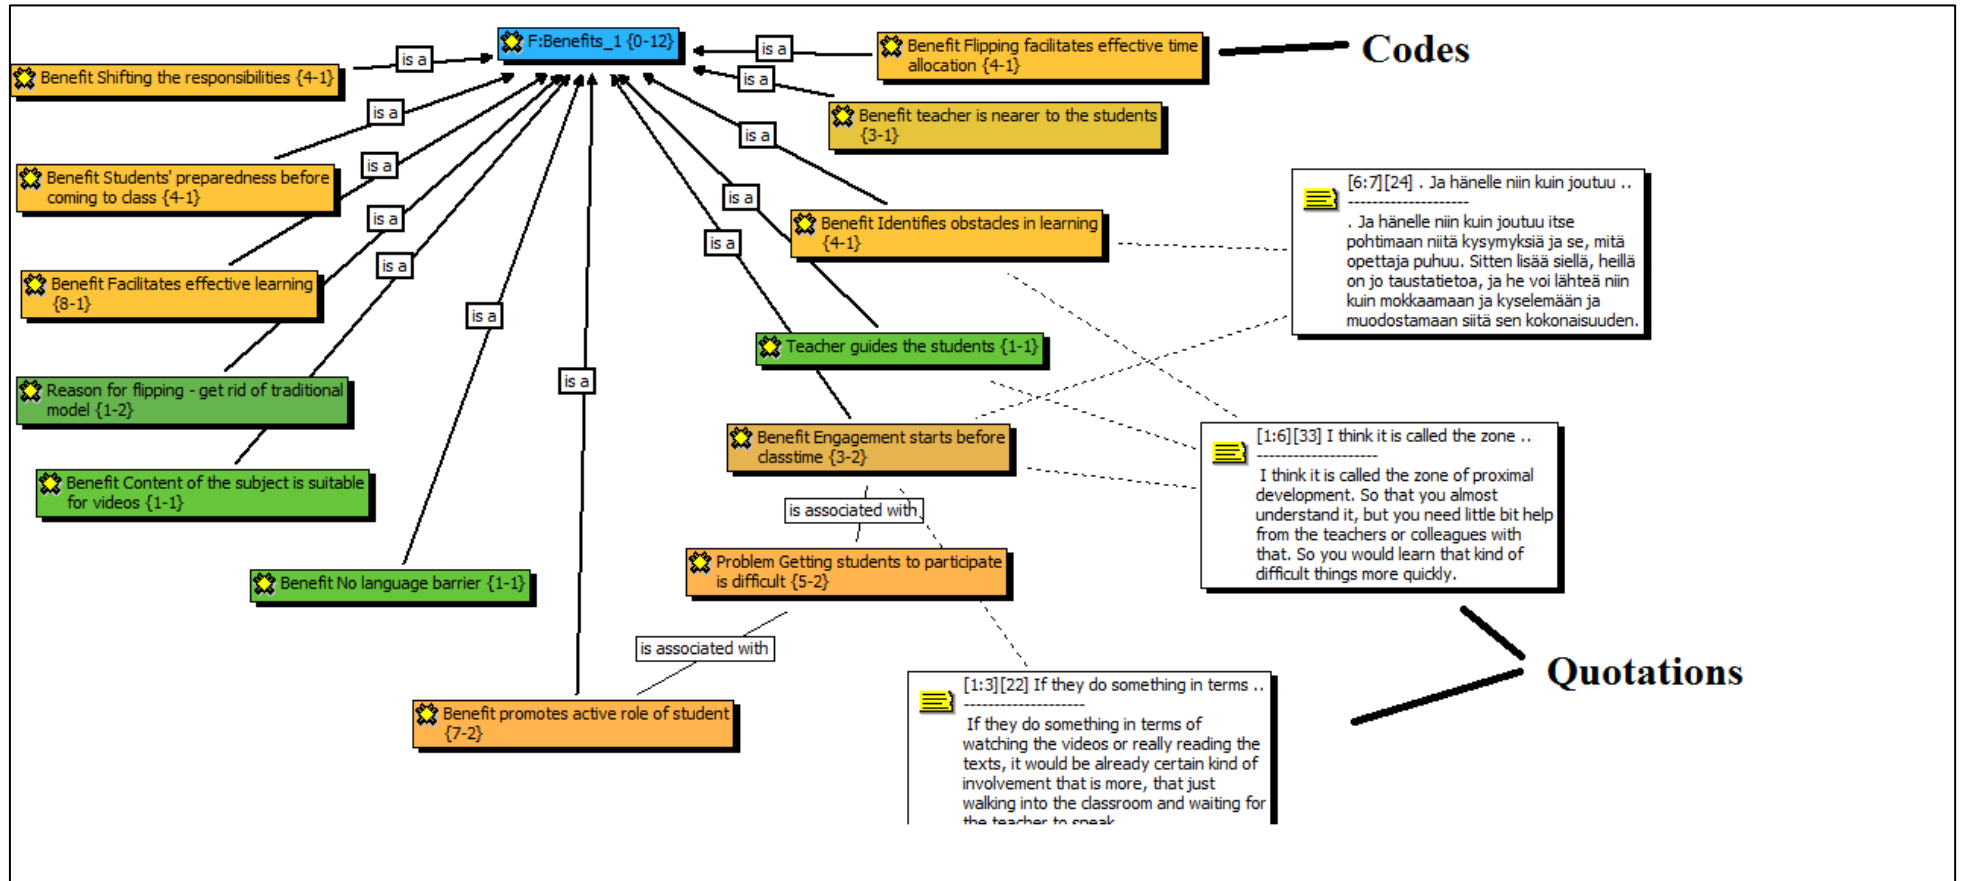 F:Benefits_1 {0-12}
is a
Benefit Flipping facilitates effective time
allocation {4-1}
Codes
is a
Benefit Shifting the responsibilities {4-1}
is a
Benefit teacher is nearer to the students
{3-1}
is a
is a
Benefit Students' preparedness before
coming to class {4-1}
is a
is a
is a
Benefit Identifies obstacles in learning
{4-1}
is a
is a
[6:7][24] . Ja hänelle niin kuin joutuu ..
--------------------
. Ja hänelle niin kuin joutuu itse
pohtimaan niitä kysymyksiä ja se, mitä
opettaja puhuu. Sitten lisää siellä, heillä
on jo taustatietoa, ja he voi lähteä niin
kuin mokkaamaan ja kyselemään ja
muodostamaan siitä sen kokonaisuuden.
Benefit Facilitates effective learning
{8-1}
is a
is a
Teacher guides the students {1-1}
Reason for flipping - get rid of traditional
model {1-2}
is a
Benefit Engagement starts before
classtime {3-2}
[1:6][33] I think it is called the zone ..
--------------------
I think it is called the zone of proximal
development. So that you almost
understand it, but you need little bit help
from the teachers or colleagues with
that. So you would learn that kind of
difficult things more quickly.
Benefit Content of the subject is suitable
for videos {1-1}
is associated with
Benefit No language barrier {1-1}
Problem Getting students to participate
is difficult {5-2}
is associated with
Quotations
Benefit promotes active role of student
{7-2}
[1:3][22] If they do something in terms ..
--------------------
If they do something in terms of
watching the videos or really reading the
texts, it would be already certain kind of
involvement that is more, that just
walking into the classroom and waiting for
the teacher to speak